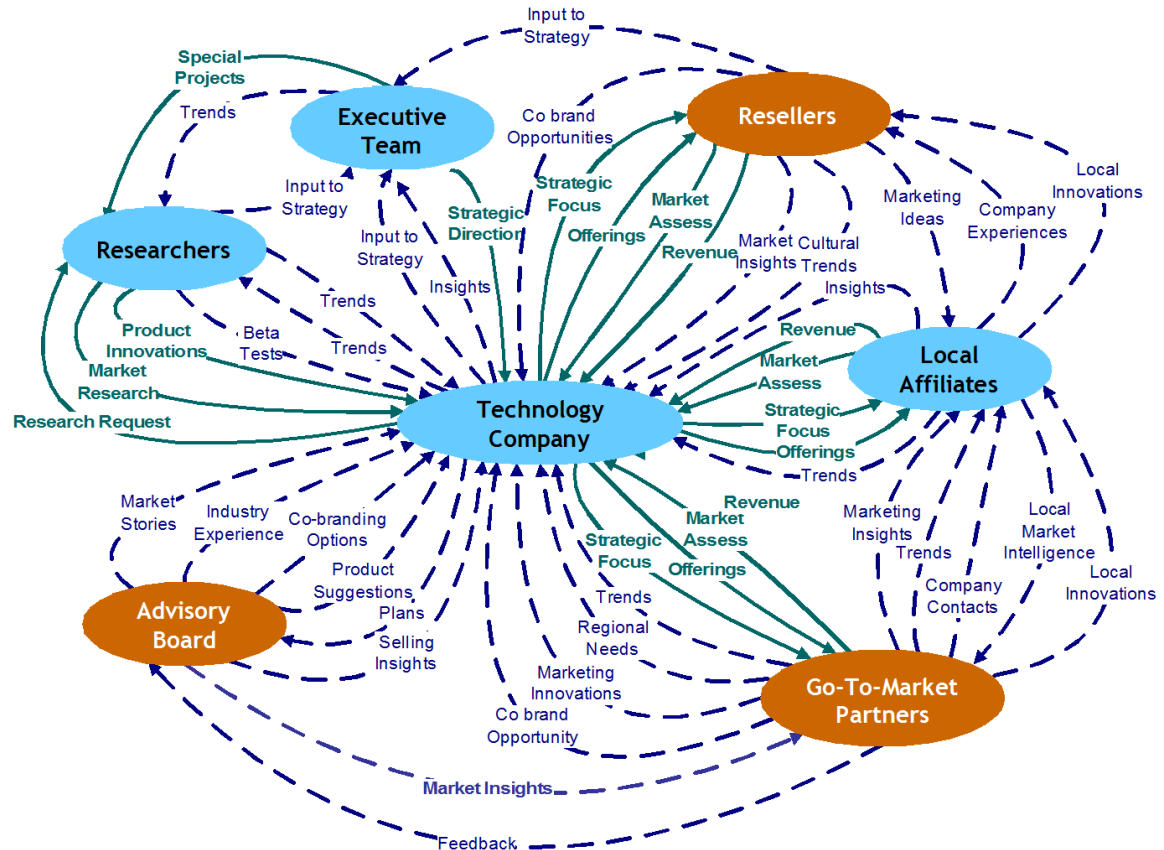 Input to
Strategy
Special
Projects
Trends
Executive
Team
Co brand
Opportunities
Resellers
Input to
Strategy
Strategic
Focus
Market
Assess
Marketing
Ideas
Local
Innovations
Company
Experiences
Researchers
Strategic
Direction
Offerings
Input to
Strategy
Revenue
Market
Insights
Cultural
Trends
Insights
Insights
Trends
Product
Innovations
Beta
Tests
Trends
Revenue
Local
Affiliates
Market
Research
Market
Assess
Research Request
Technology
Company
Strategic
Focus
Offerings
Trends
Market
Stories
Industry
Experience
Co-branding
Options
Revenue
Market
Assess
Strategic
Focus
Offerings
Marketing
Insights
Local
Market
Intelligence
Trends
Product
Suggestions
Trends
Company
Contacts
Local
Innovations
Advisory
Board
Plans
Selling
Insights
Regional
Needs
Marketing
Innovations
Go-To-Market
Partners
Co brand
Opportunity
Market Insights
Feedback